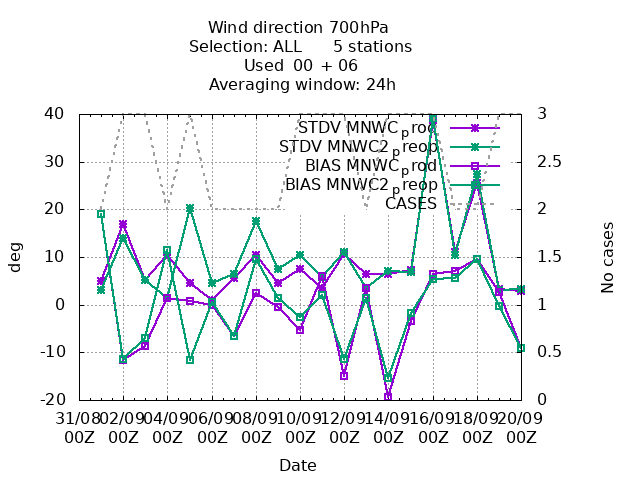 Wind direction 700hPa
Selection: ALL 5 stations
Used 00 + 06
Averaging window: 24h
40 3
STDV MNWC_prod
STDV MNWC2_preop
30 2.5
BIAS MNWC_prod
BIAS MNWC2_preop
CASES
20 2
deg
10 1.5
No cases
0 1
-10 0.5
-20 0
31/08 02/09 04/09 06/09 08/09 10/09 12/09 14/09 16/09 18/09 20/09
00Z 00Z 00Z 00Z 00Z 00Z 00Z 00Z 00Z 00Z 00Z
Date